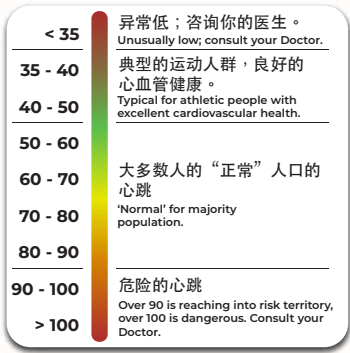 < 35
异常低；咨询你的医生。
Unusually low; consult your Doctor.
35 - 40
典型的运动人群，良好的
心血管健康。
40 - 50
Typical for athletic people with
excellent cardiovascular health.
50 - 60
60 - 70
大多数人的“正常”人口的
心跳
70 - 80
‘Normal’ for majority
population.
80 - 90
90 - 100
危险的心跳
Over 90 is reaching into risk territory,
over 100 is dangerous. Consult your
Doctor.
> 100